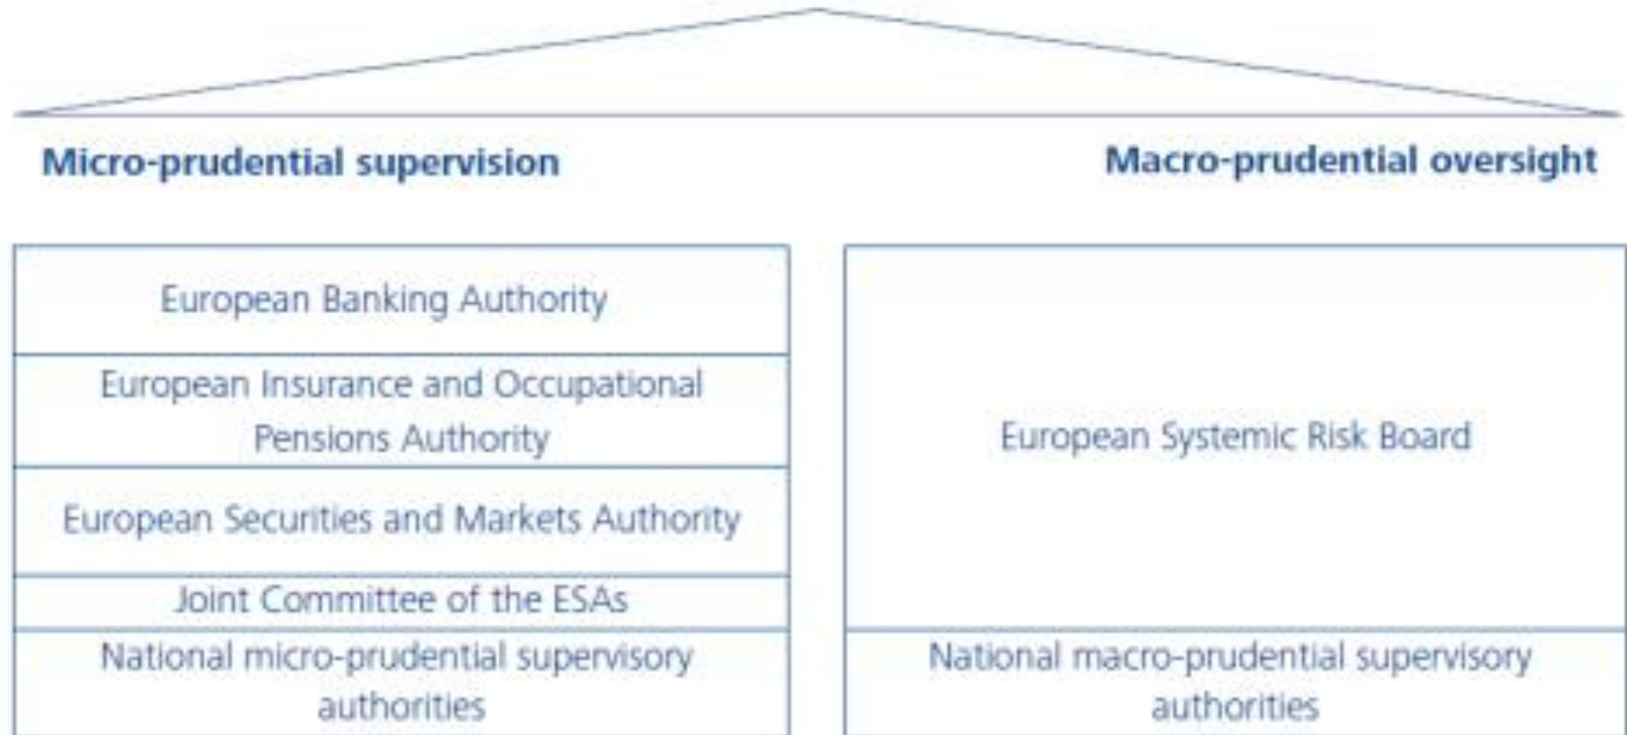 Micro-prudential supervision
Macro-prudential oversight
European Banking Authority
European Insurance and Occupational
Pensions Authority
European Securities and Markets Authority
Joint Committee of the ESAs
National micro-prudential supervisory
authorities
European Systemic Risk Board
National macro-prudential supervisory
authorities